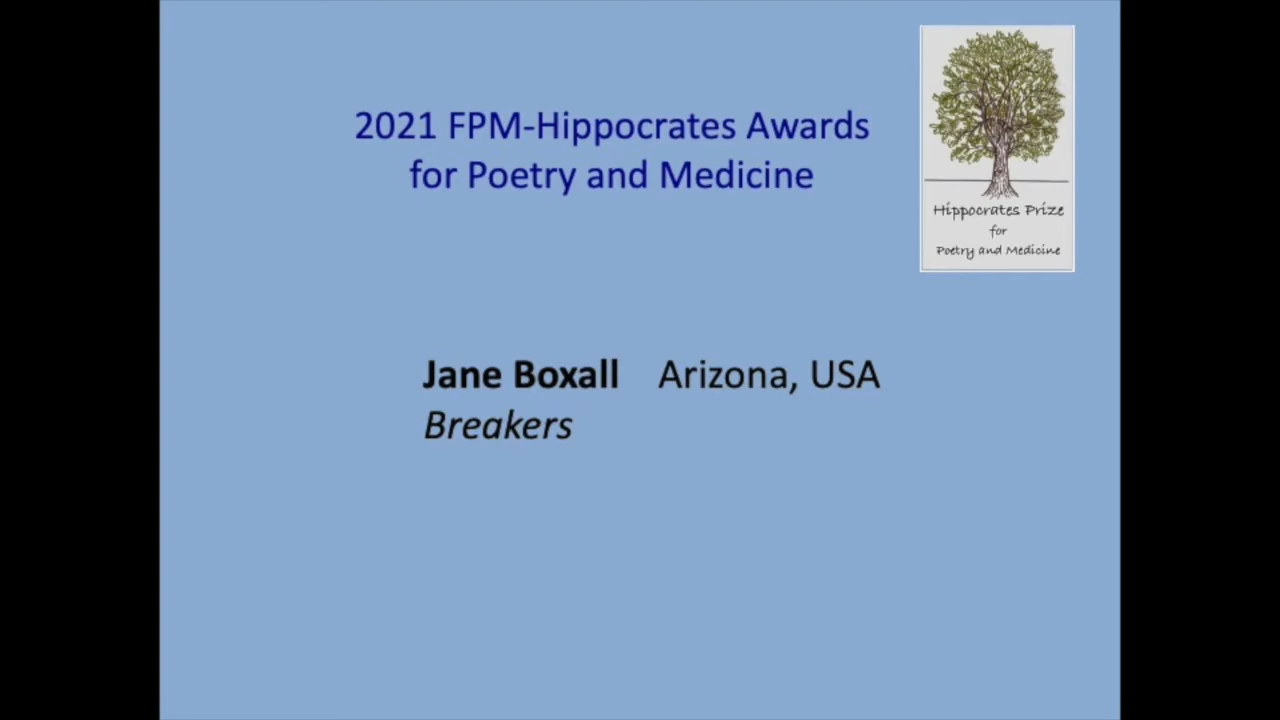 2021 FPM-Hippocrates Awards
for Poetry and Medicine
Hippocrates Prize
for
Poetry and Medicine
Jane Boxall Arizona, USA
Breakers